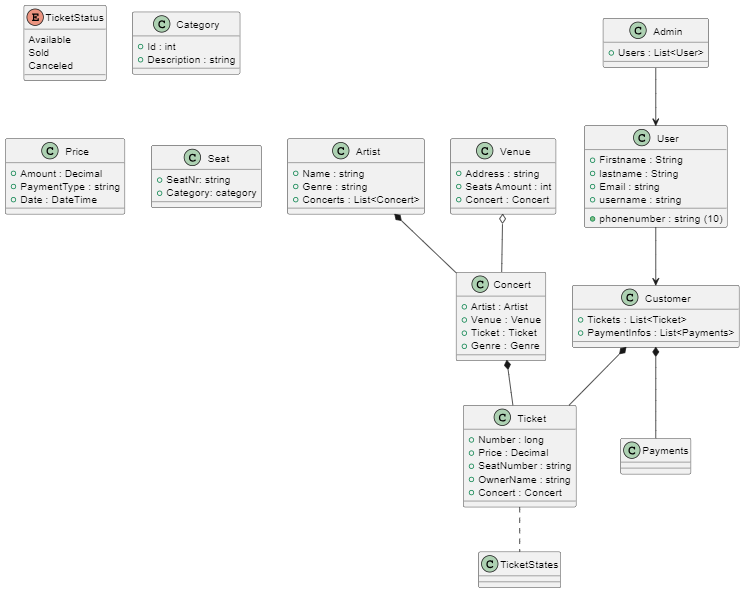 E TicketStatus
Available
Sold
Canceled
C Category
Id : int
Description : string
C Admin
Users : List<User>
C Price
Amount : Decimal
PaymentType : string
Date : DateTime
C Seat
SeatNr: string
Category: category
C Artist
Name : string
Genre : string
Concerts : List<Concert>
C Venue
Address : string
Seats Amount : int
Concert : Concert
C User
Firstname : String
lastname : String
Email : string
username : string
phonenumber : string (10)
C Concert
Artist : Artist
Venue : Venue
Ticket : Ticket
Genre : Genre
C Customer
Tickets : List<Ticket>
PaymentInfos : List<Payments>
C Ticket
Number : long
Price : Decimal
SeatNumber : string
OwnerName : string
Concert : Concert
C Payments
C TicketStates